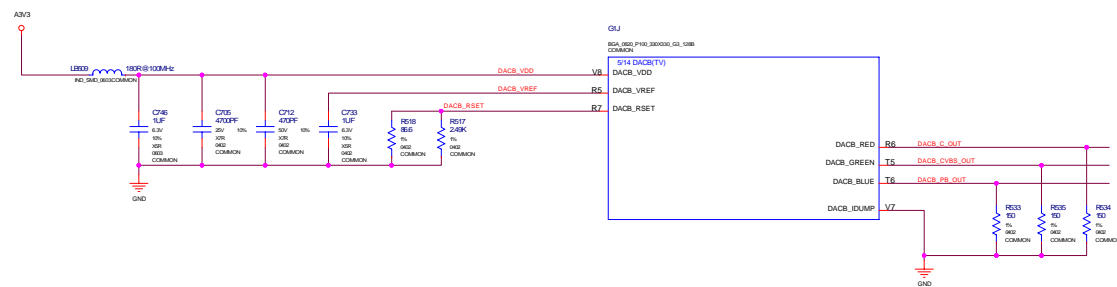 A3V3
LB609
180R@100MHz
IND_SMD_0603COMMON
DACB_VDD
DACB_VREF
DACB_RSET
C746
1UF
6.3V
10%
X5R
0603
COMMON
C705
4700PF
25V
10%
X7R
0402
COMMON
C712
470PF
50V
10%
X7R
0402
COMMON
C733
1UF
6.3V
10%
X5R
0402
COMMON
R518
86.6
1%
0402
COMMON
R517
2.49K
1%
0402
COMMON
GND
G1J
COMMON
5/14 DACB(TV)
V8 DACB_VDD
R5 DACB_VREF
R7 DACB_RSET
DACB_RED R6 DACB_C_OUT
DACB_GREEN T5 DACB_CVBS_OUT
DACB_BLUE T6 DACB_PB_OUT
DACB_IDUMP V7
R533
150
1%
0402
COMMON
R535
150
1%
0402
COMMON
R534
150
1%
0402
COMMO
GND